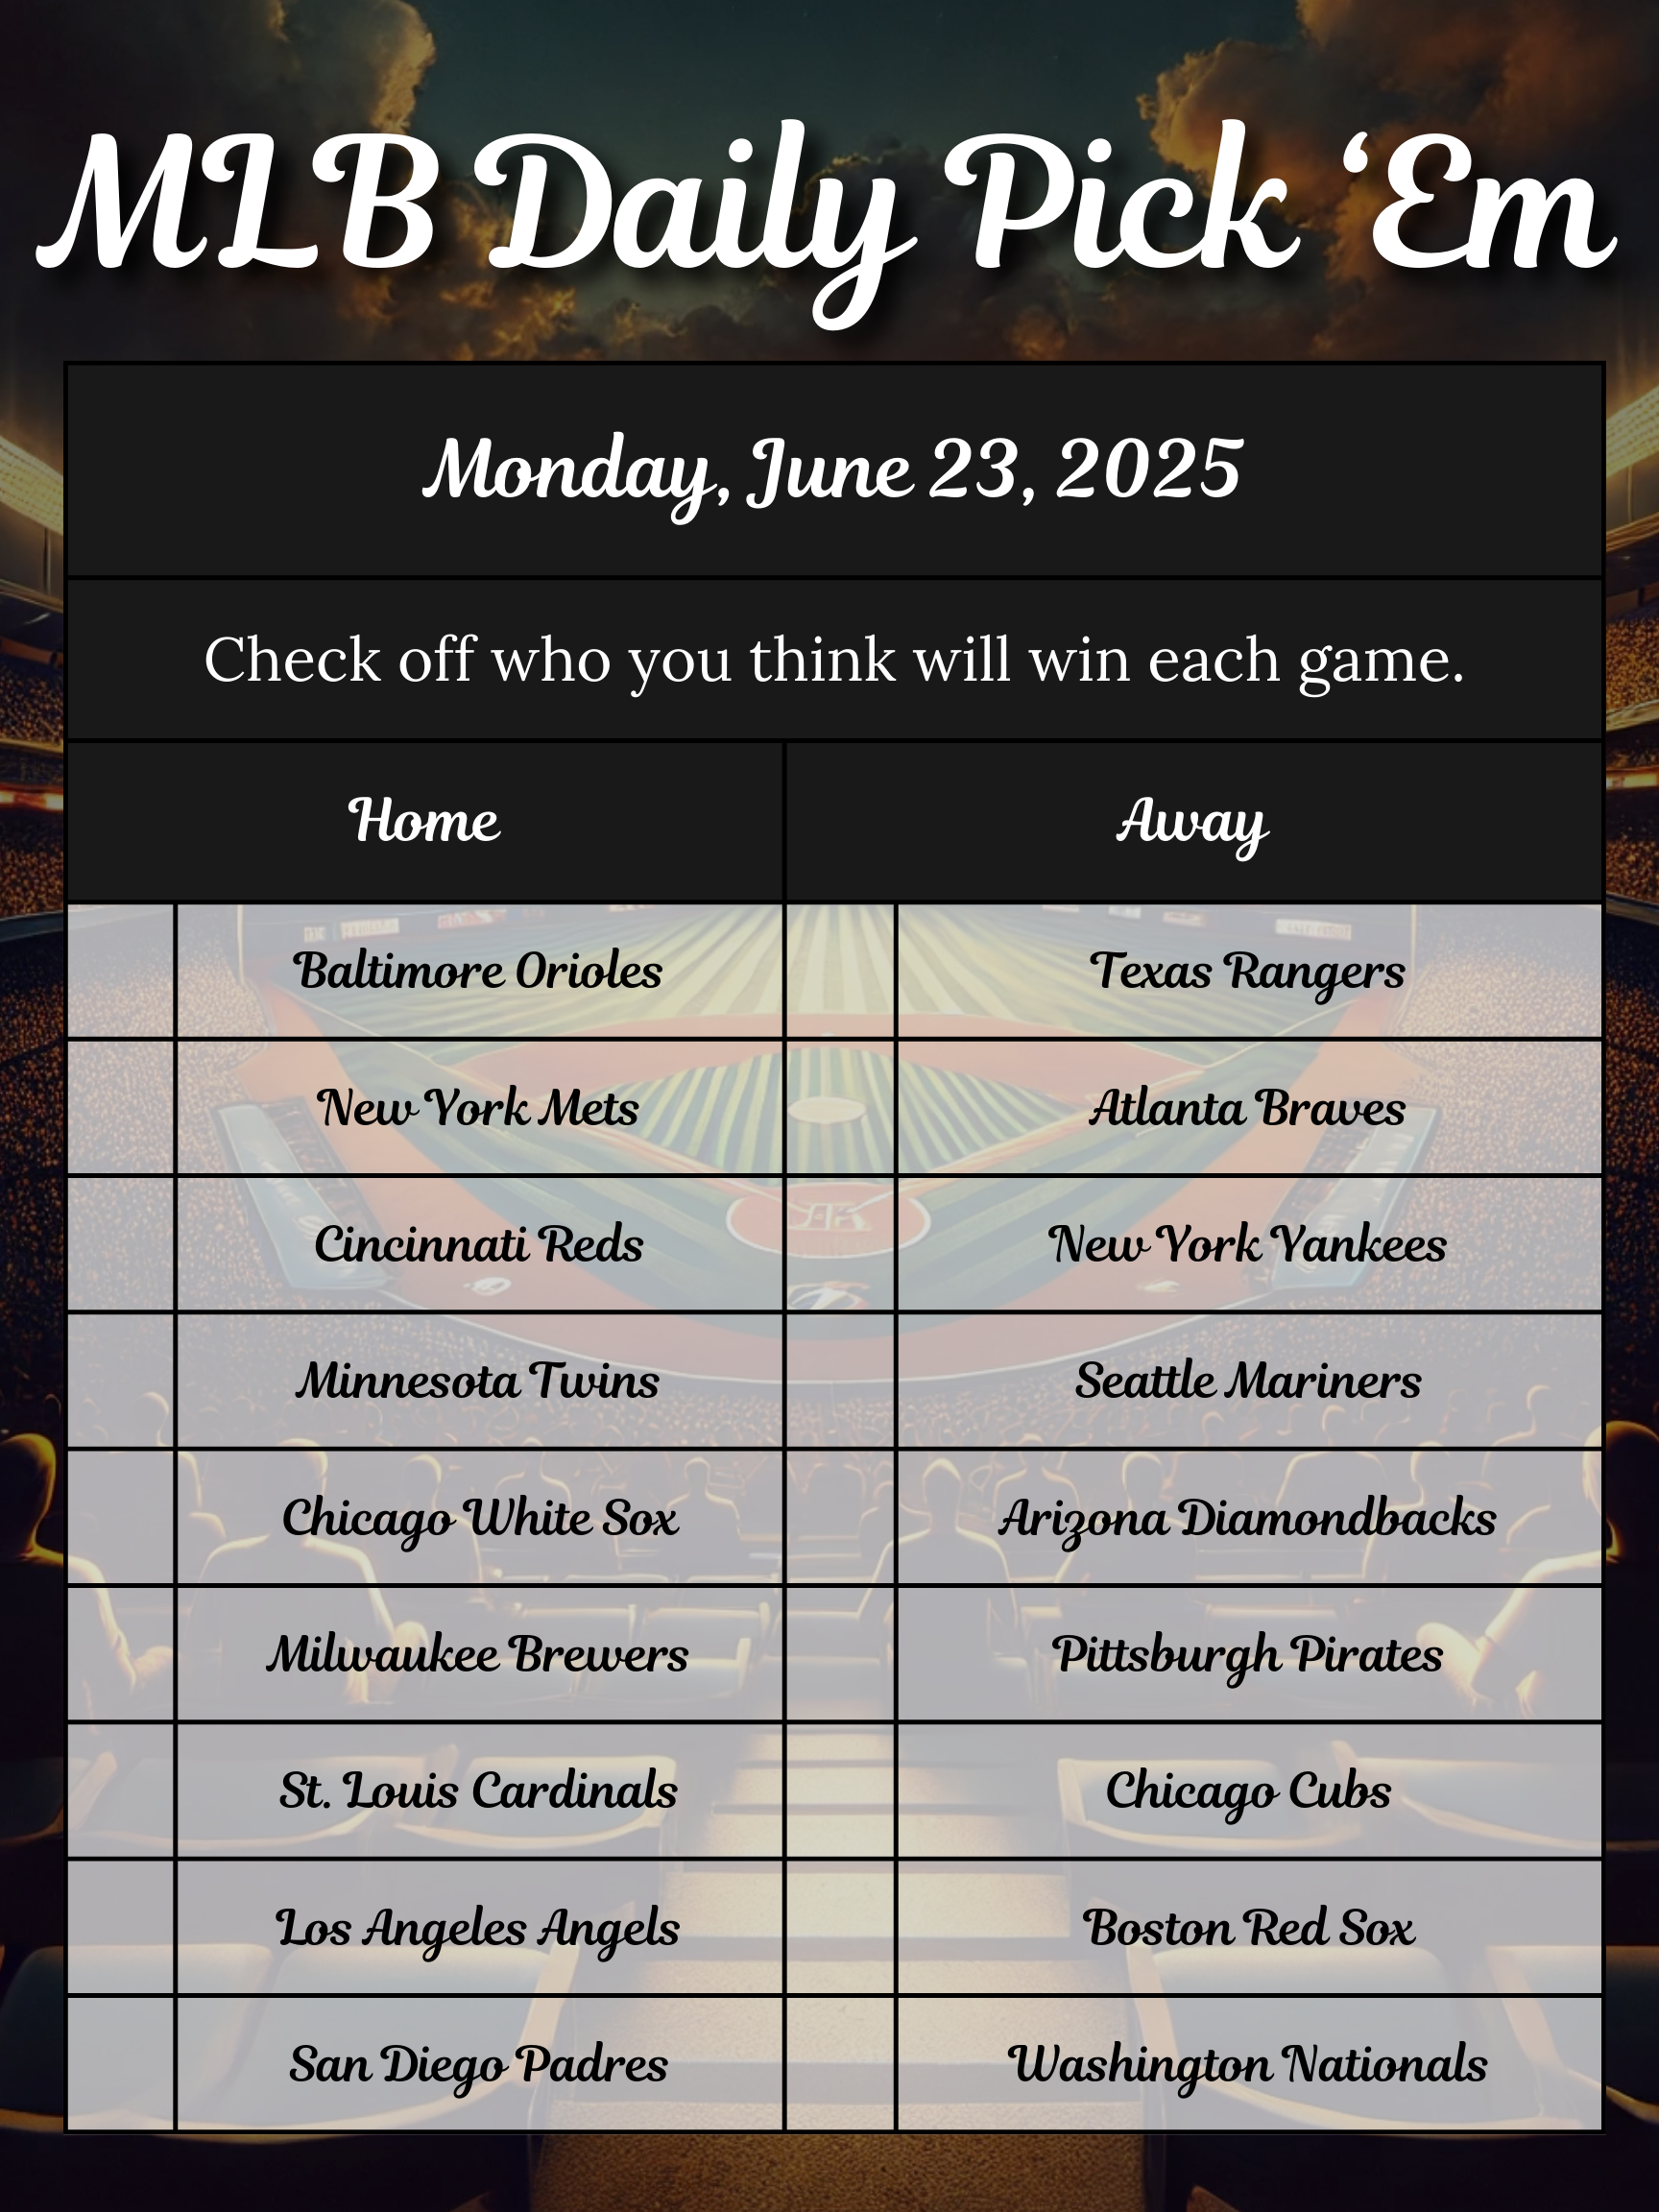 MLB Daily Pick ‘Em
Monday, June 23, 2025
Check off who you think will win each game.
Home Away
Baltimore Orioles Texas Rangers
New York Mets Atlanta Braves
Cincinnati Reds New York Yankees
Minnesota Twins Seattle Mariners
Chicago White Sox Arizona Diamondbacks
Milwaukee Brewers Pittsburgh Pirates
St. Louis Cardinals Chicago Cubs
Los Angeles Angels Boston Red Sox
San Diego Padres Washington Nationals